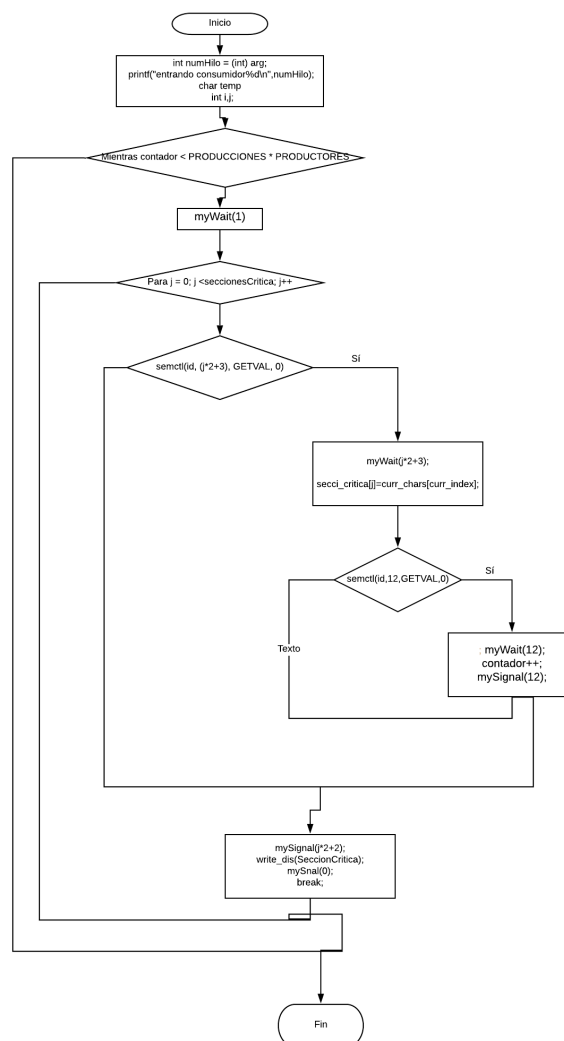 Inicio
int numHilo = (int) arg;
printf("entrando consumidor%d\n",numHilo);
char temp
int i,j;
Mientras contador < PRODUCCIONES * PRODUCTORES
myWait(1)
Para j = 0; j <seccionesCritica; j++
semctl(id, (j*2+3), GETVAL, 0)
Sí
myWait(j*2+3);
secci_critica[j]=curr_chars[curr_index];
semctl(id,12,GETVAL,0)
Sí
Texto
; myWait(12);
contador++;
mySignal(12);
mySignal(j*2+2);
write_dis(SeccionCritica);
mySnal(0);
break;
Fin